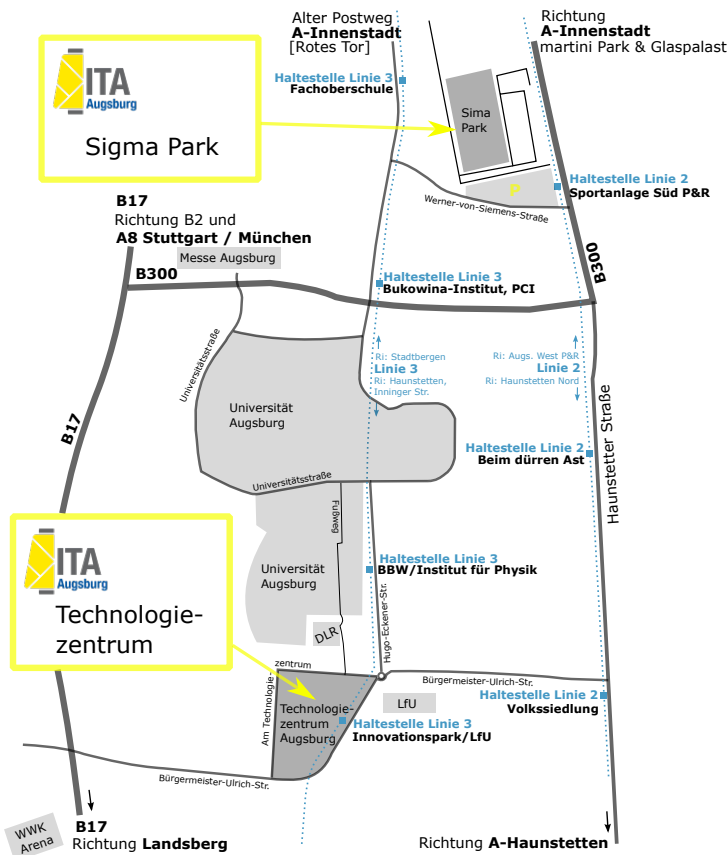 Alter Postweg
A-Innenstadt
[Rotes Tor]
Richtung
A-Innenstadt
martini Park & Glaspalast
ITA
Augsburg
Sigma Park
Haltestelle Linie 3
Fachoberschule
Sima
Park
P
Haltestelle Linie 2
Sportanlage Süd P&R
Werner-von-Siemens-Straße
B17
Richtung B2 und
A8 Stuttgart / München
Messe Augsburg
B300
B300
Haltestelle Linie 3
Bukowina-Institut, PCI
Universitätsstraße
Ri: Stadtbergen
Linie 3
Ri: Haunstetten,
Inninger Str.
Ri: Augs. West P&R
Linie 2
Ri: Haunstetten Nord
B17
Universität
Augsburg
Haunstetter Straße
Haltestelle Linie 2
Beim dürren Ast
Universitätsstraße
Fußweg
ITA
Augsburg
Technologie-
zentrum
Universität
Augsburg
Haltestelle Linie 3
BBW/Institut für Physik
Hugo-Eckener-Str.
DLR
zentrum
Am Technologie-
Bürgermeister-Ulrich-Str.
Technologie-
zentrum
Augsburg
LfU
Haltestelle Linie 2
Volkssiedlung
Haltestelle Linie 3
Innovationspark/LfU
Bürgermeister-Ulrich-Str.
WWK
Arena
B17
Richtung Landsberg
Richtung A-Haunstetten